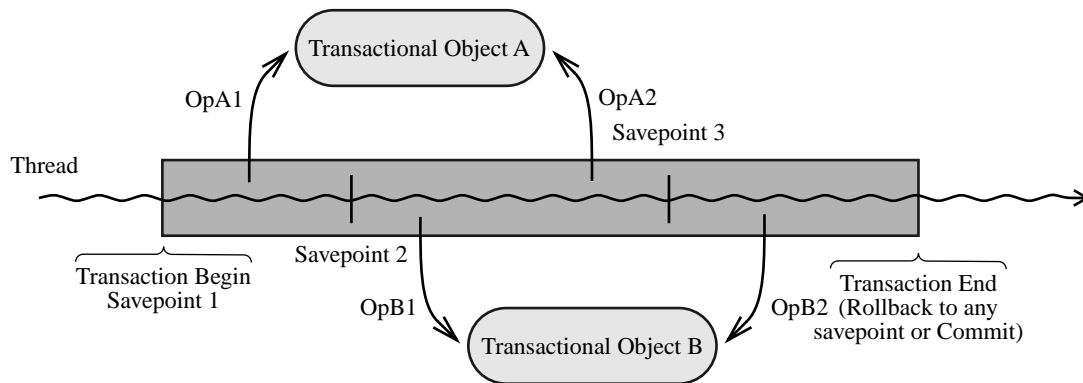 Transactional Object A
OpA1
OpA2
Savepoint 3
Thread
Savepoint 2
Transaction Begin
Savepoint 1
OpB1
Transactional Object B
OpB2
Transaction End
(Rollback to any
savepoint or Commit)